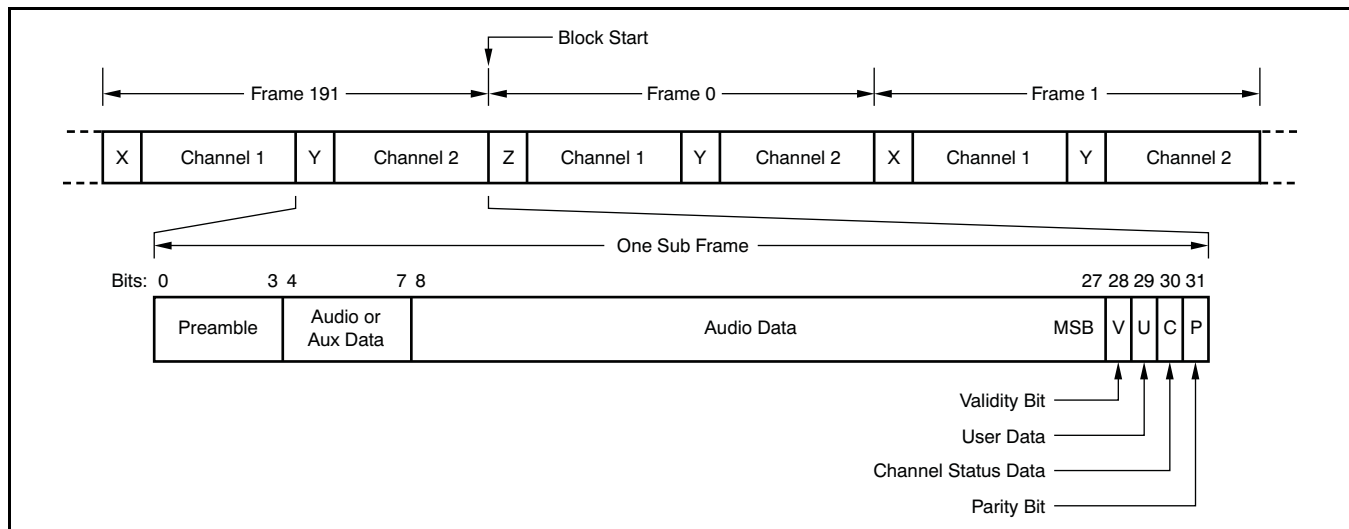 Block Start
Frame 191 Frame 0 Frame 1
X Channel 1 Y Channel 2 Z Channel 1 Y Channel 2 X Channel 1 Y Channel 2
One Sub Frame
Bits: 0 3 4 7 8 27 28 29 30 31
Preamble Audio or Aux Data Audio Data MSB V U C P
Validity Bit
User Data
Channel Status Data
Parity Bit